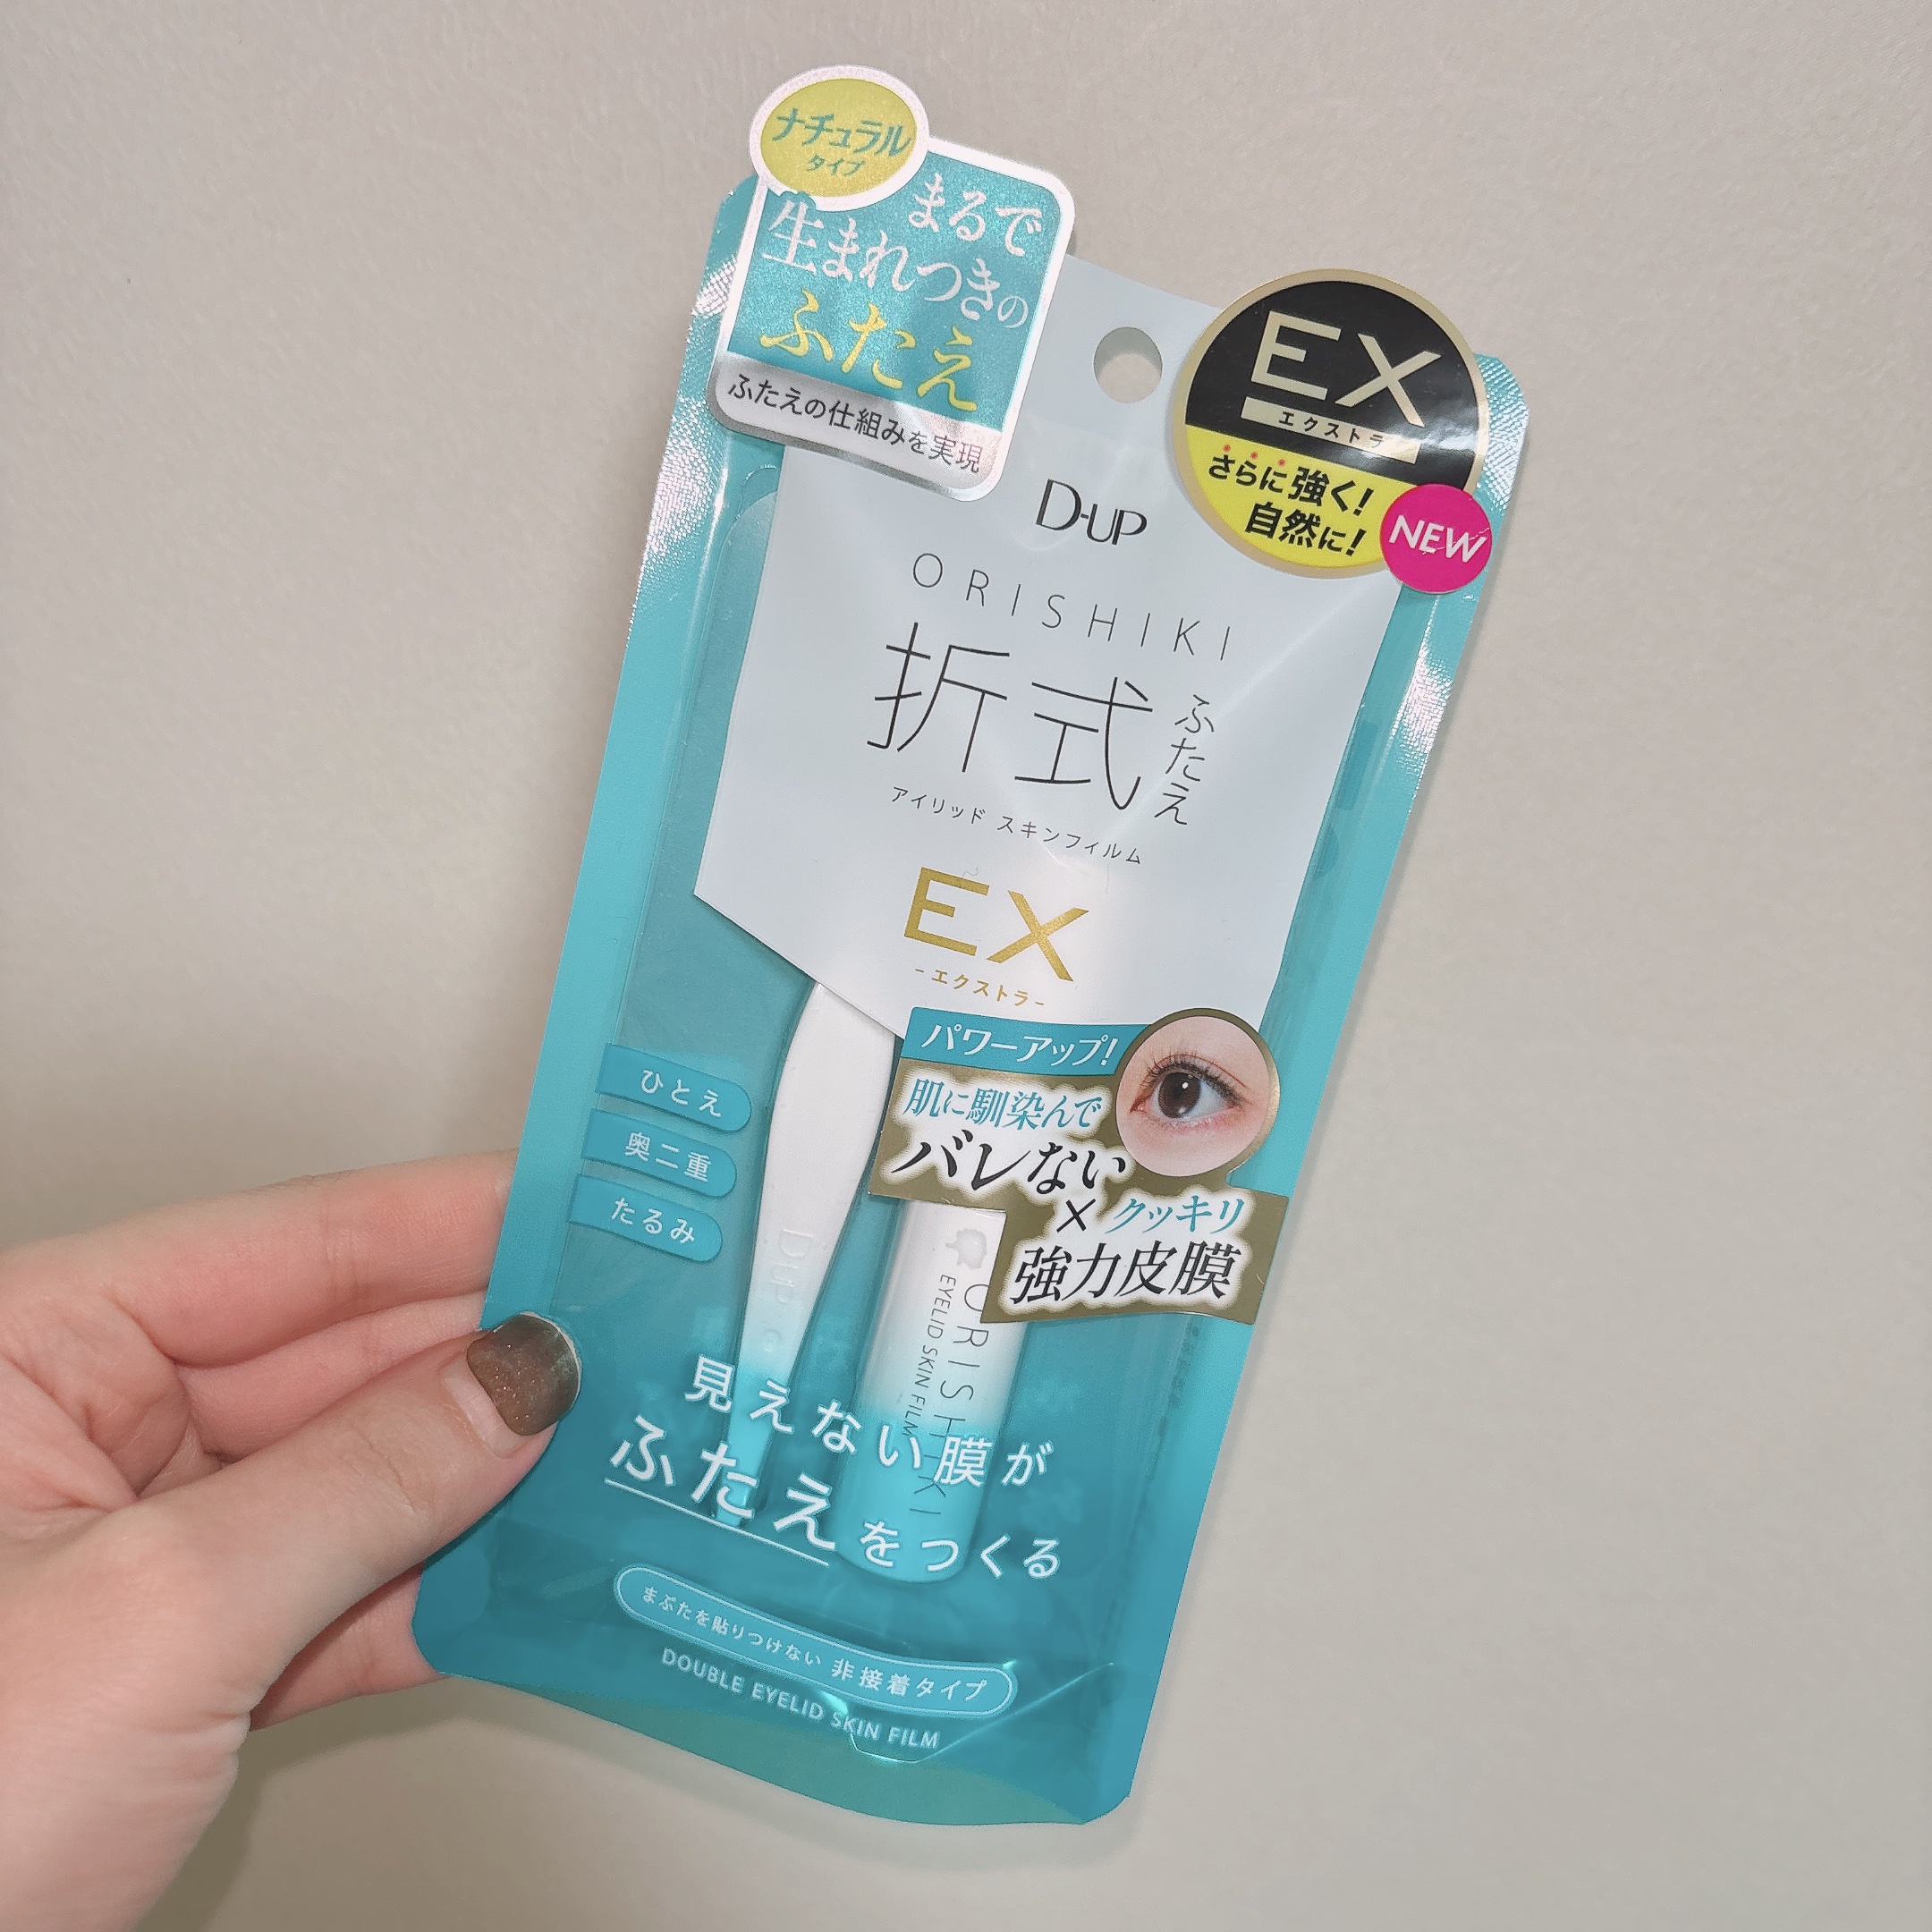 ナチュラル
タイプ
まるで
生まれつきの
ふたえ
ふたえの仕組みを実現
EX
エクストラ
さらに強く!
自然に!
NEW
D-UP
ORISHIKI
折式
ふたえ
アイリッド スキンフィルム
EX
-エクストラ-
パワーアップ!
肌に馴染んで
バレない
×クッキリ
強力皮膜
ひとえ
奥二重
たるみ
D-UP
ORISHIKI
EYELID SKIN FILM
見えない膜が
ふたえをつくる
まぶたを貼りつけない 非接着タイプ
DOUBLE EYELID SKIN FILM